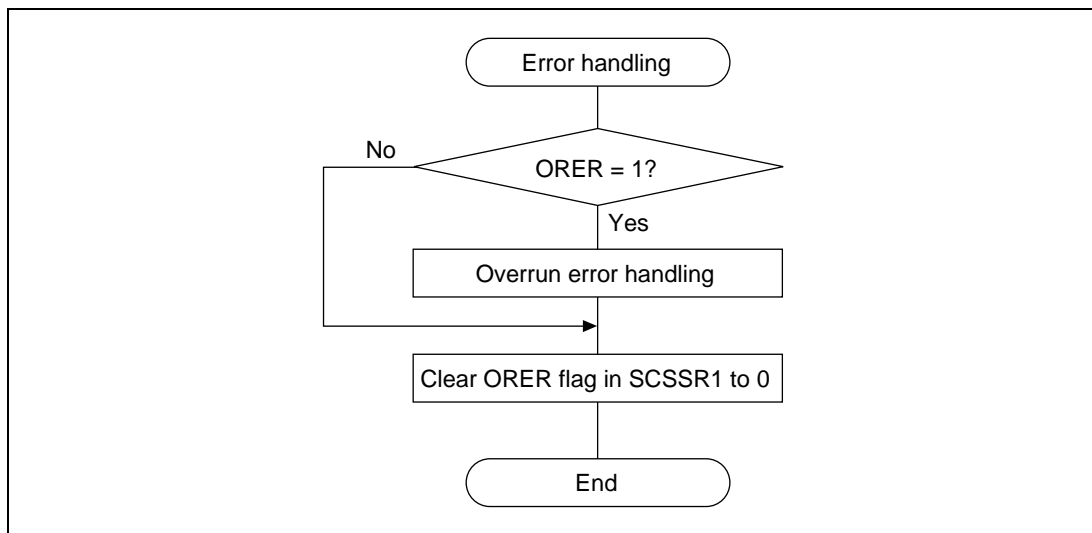 Error handling
No
ORER = 1?
Yes
Overrun error handling
Clear ORER flag in SCSSR1 to 0
End